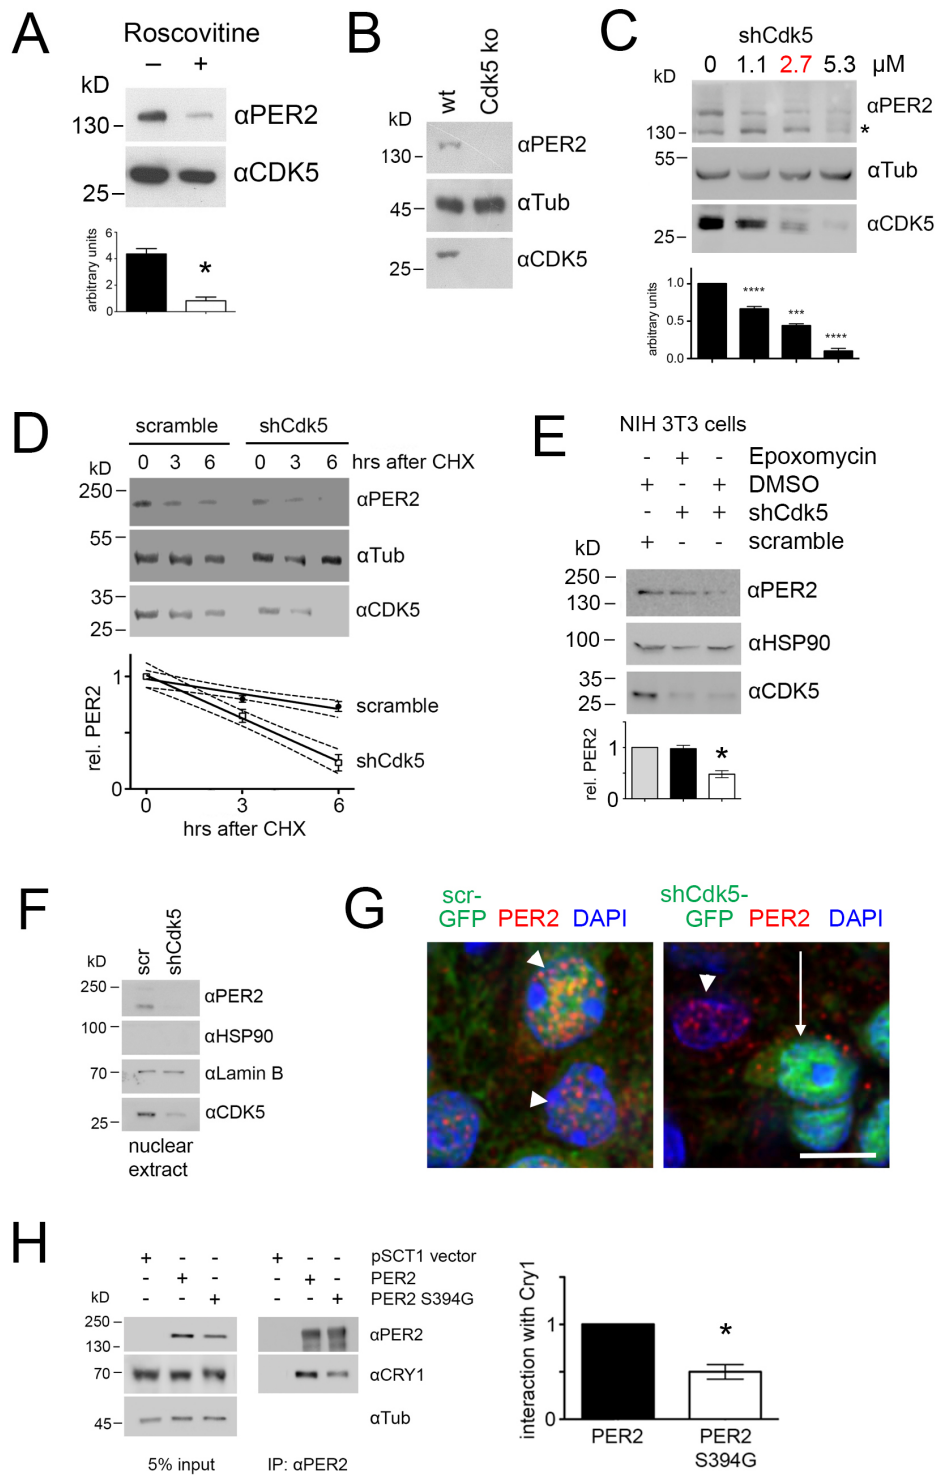 A
Roscovitine
– +
kD
130
αPER2
25
αCDK5
arbitrary units
6
4
2
0
*
B
wt
Cdk5 ko
kD
130
αPER2
45
αTub
25
αCDK5
C
shCdk5
0 1.1 2.7 5.3 µM
kD
αPER2
130
*
55
αTub
αCDK5
25
arbitrary units
1.0
0.5
0.0
**** *** ****
D
scramble shCdk5
0 3 6 0 3 6 hrs after CHX
kD
250
αPER2
55
αTub
35
αCDK5
25
rel. PER2
1
0
scramble
shCdk5
0 3 6
hrs after CHX
E
NIH 3T3 cells
- + - Epoxomycin
+ - + DMSO
- + + shCdk5
+ - - scramble
kD
250
αPER2
130
100
αHSP90
35
αCDK5
25
rel. PER2
1
0
*
F
scr
shCdk5
kD
250
αPER2
100
αHSP90
70
αLamin B
αCDK5
25
nuclear
extract
G
scr-
GFP PER2 DAPI
shCdk5-
GFP PER2 DAPI
H
+ - - + - - pSCT1 vector
- + - - + - PER2
- - + - - + PER2 S394G
kD
250
αPER2
130
70
αCRY1
αTub
45
5% input
IP: αPER2
interaction with Cry1
1
0
*
PER2
PER2
S394G